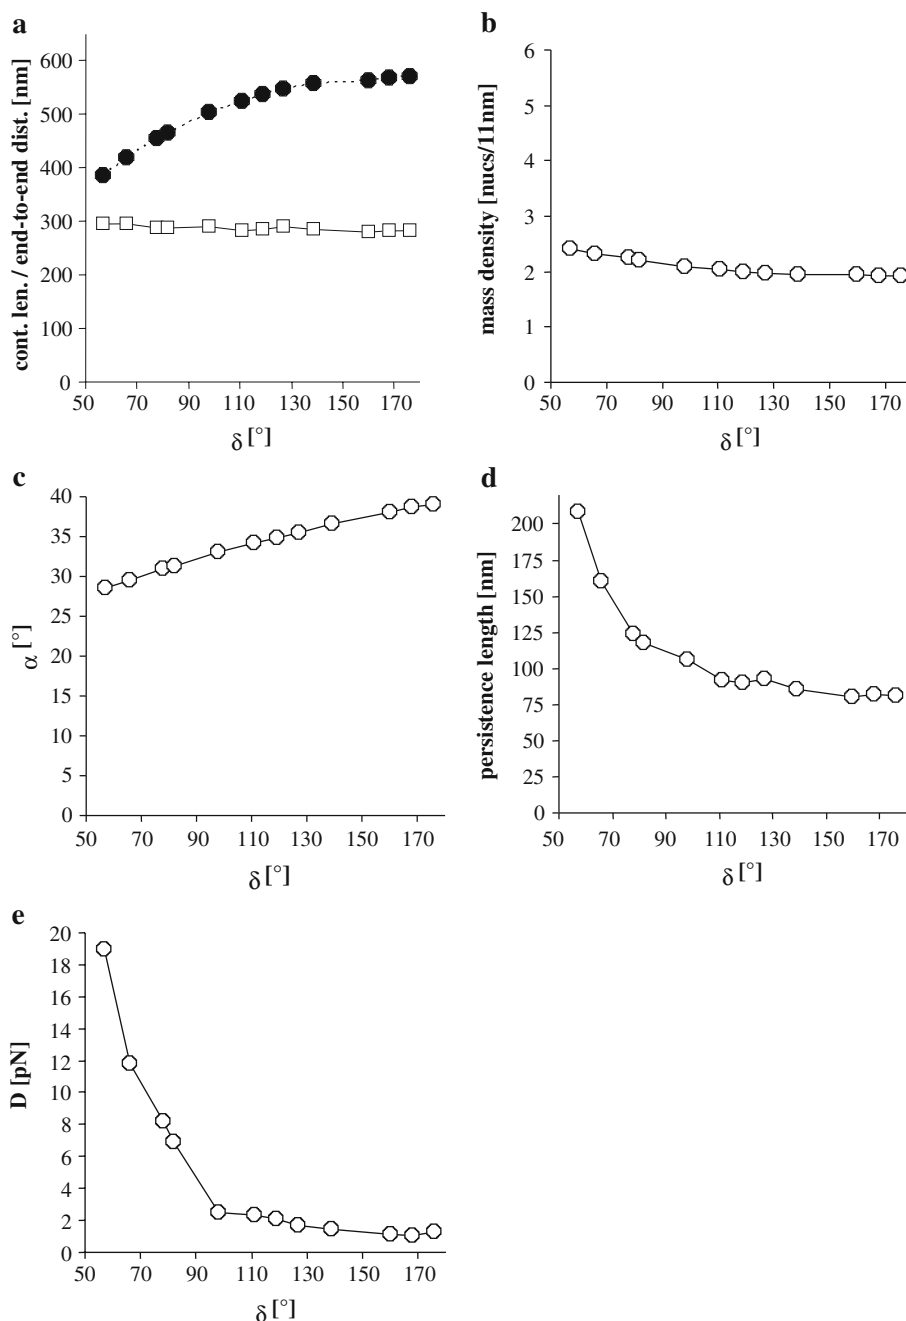 a
cont. len. / end-to-end dist. [nm]
600
500
400
300
200
100
0
50 70 90 110 130 150 170
δ [°]
b
mass density [nucs/11nm]
6
5
4
3
2
1
0
50 70 90 110 130 150 170
δ [°]
c
α [°]
40
35
30
25
20
15
10
5
0
50 70 90 110 130 150 170
δ [°]
d
persistence length [nm]
200
175
150
125
100
75
50
25
0
50 70 90 110 130 150 170
δ [°]
e
D [pN]
20
18
16
14
12
10
8
6
4
2
0
50 70 90 110 130 150 170
δ [°]